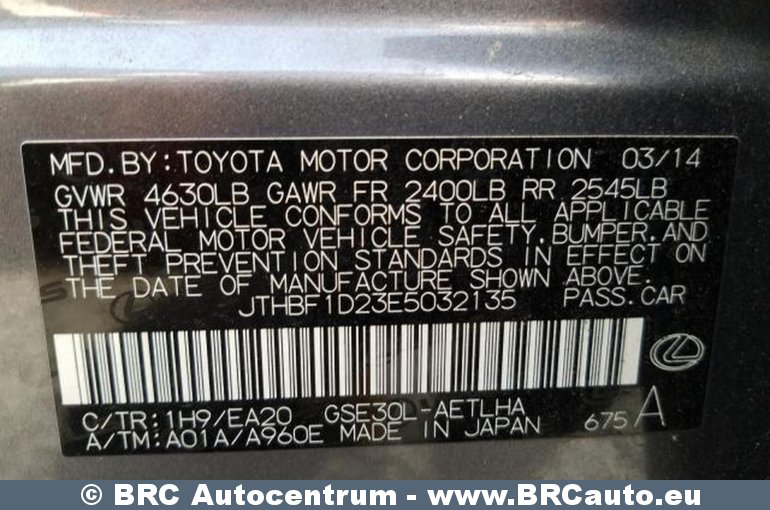 MFD.BY:TOYOTA MOTOR CORPORATION 03/14
GVWR 4630LB GAWR FR 2400LB RR 2545LB
THIS VEHICLE CONFORMS TO ALL APPLICABLE
FEDERAL MOTOR VEHICLE SAFETY,BUMPER,AND
THEFT PREVENTION STANDARDS IN EFFECT ON
THE DATE OF MANUFACTURE SHOWN ABOVE.
JTHBF1D23E5032135 PASS.CAR
C/TR:1H9/EA20 GSE30L-AETLHA
A/TM:A01A/A960E MADE IN JAPAN 675 A
© BRC Autocentrum - www.BRCauto.eu